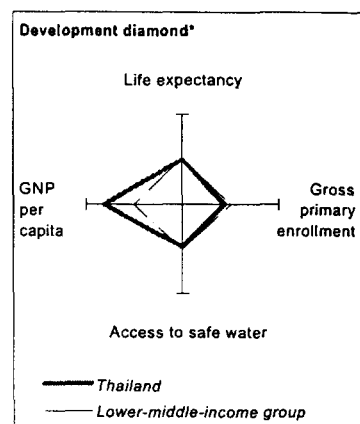 Development diamond*
Life expectancy
GNP
per
capita
Gross
primary
enrollment
Access to safe water
Thailand
Lower-middle-income group